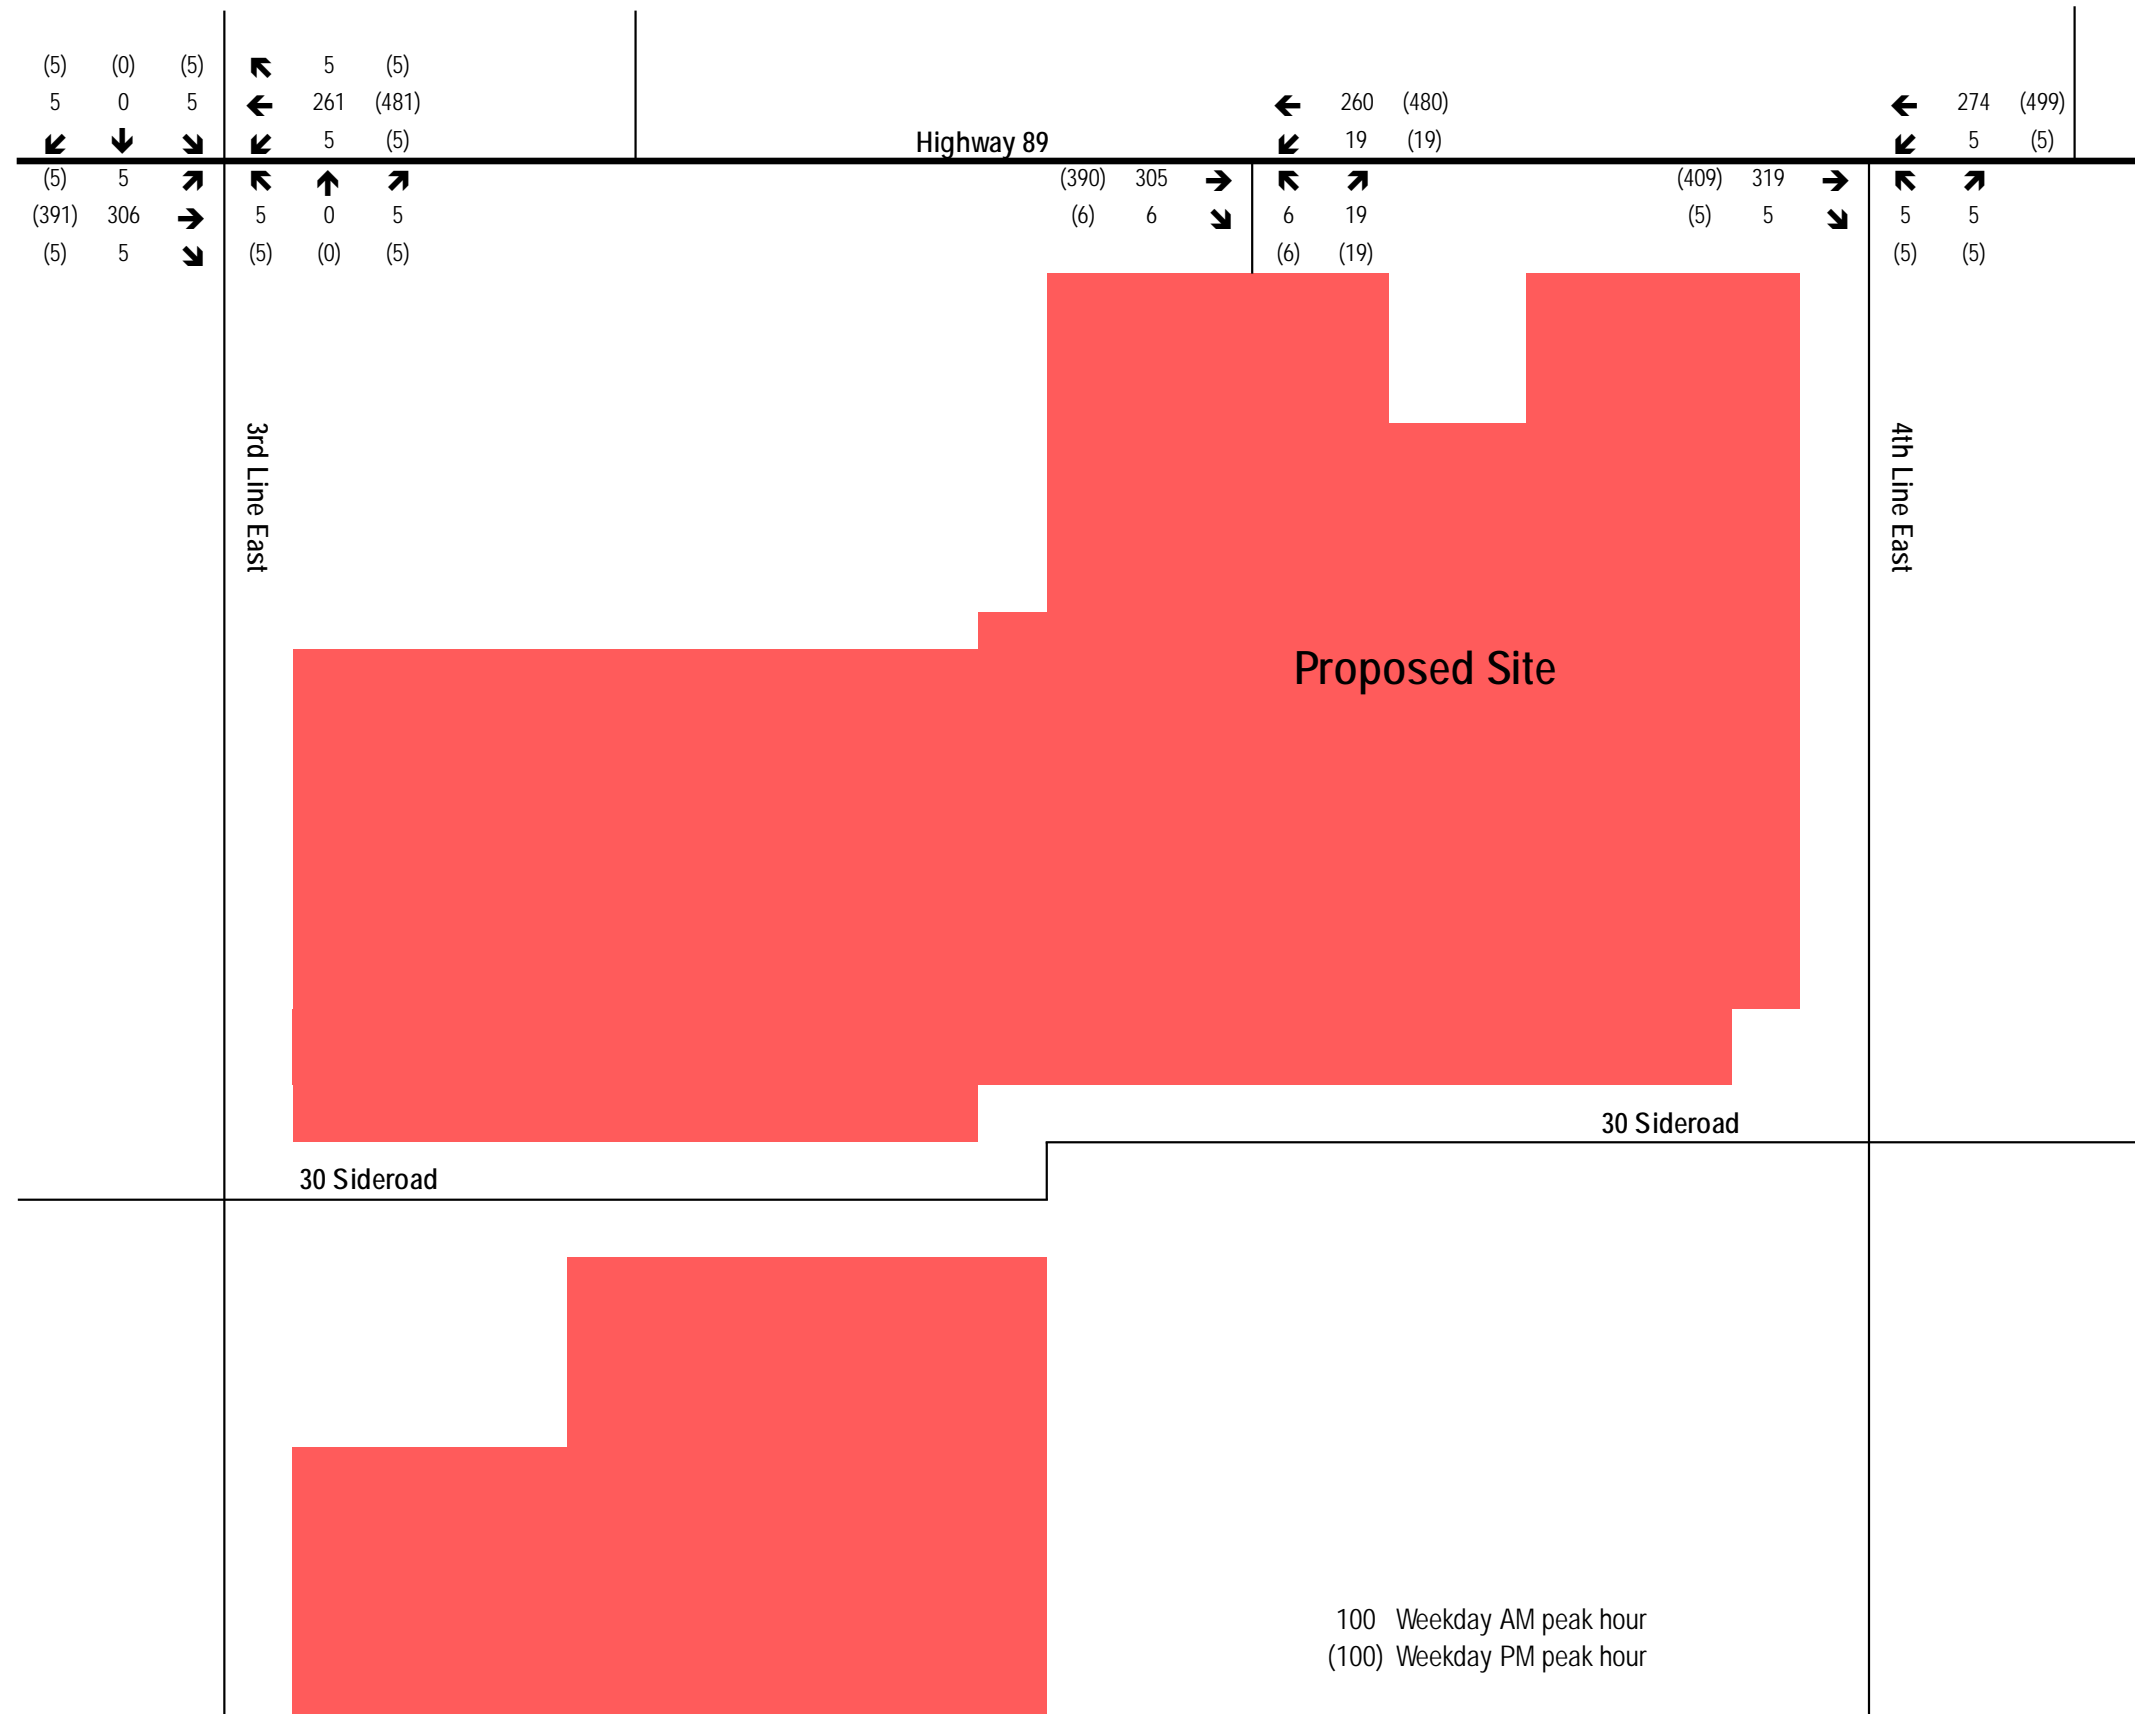 (5) (0) (5) 5 (5)
5 0 5 261 (481) 260 (480) 274 (499)
5 (5) Highway 89 19 (19) 5 (5)
(5) 5 (390) 305 (409) 319
(391) 306 5 0 5 (6) 6 6 19 (5) 5 5 5
(5) 5 (5) (0) (5) (6) (19) (5) (5)
3rd Line East
4th Line East
Proposed Site
30 Sideroad
30 Sideroad
100 Weekday AM peak hour
(100) Weekday PM peak hour